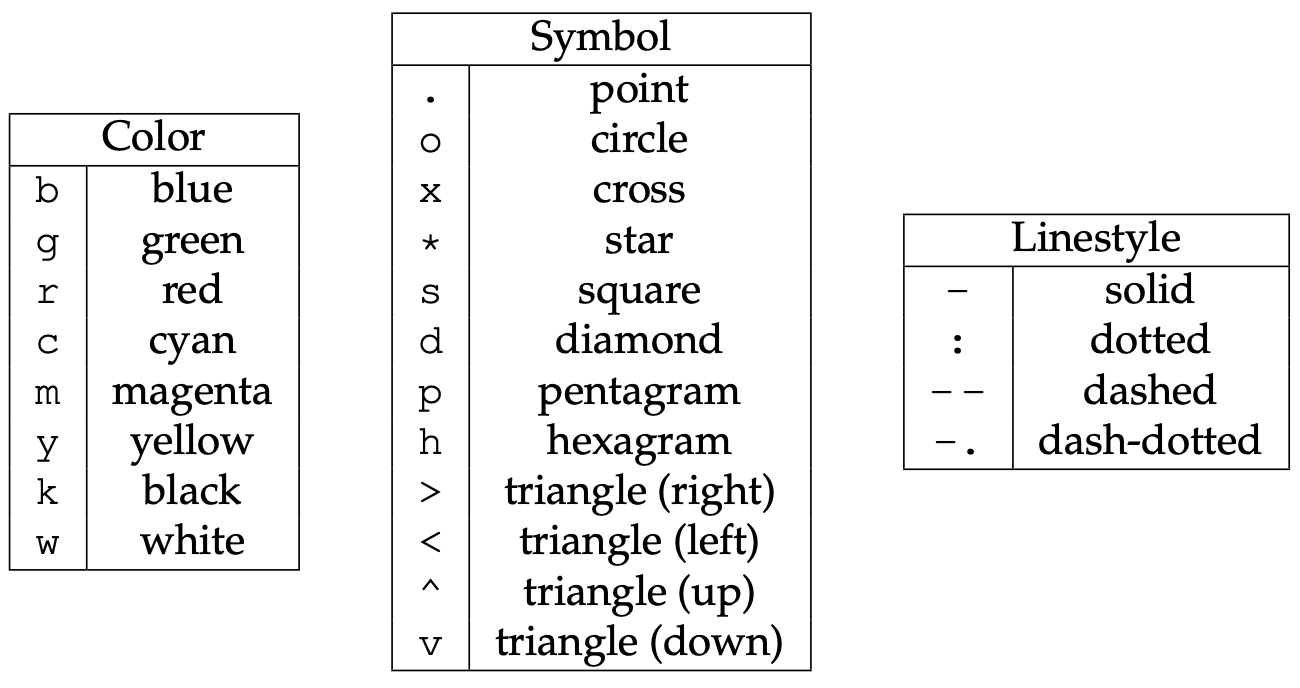 Color
b blue
g green
r red
c cyan
m magenta
y yellow
k black
w white
Symbol
. point
o circle
x cross
* star
s square
d diamond
p pentagram
h hexagram
> triangle (right)
< triangle (left)
^ triangle (up)
v triangle (down)
Linestyle
- solid
: dotted
-- dashed
-. dash-dotted